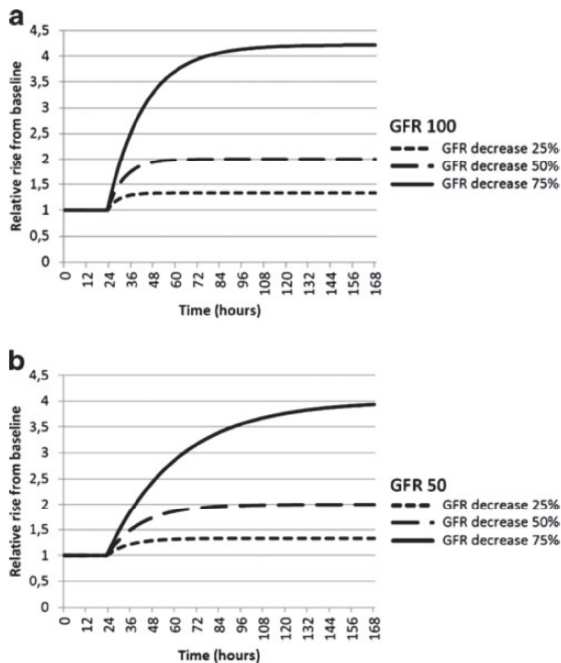 a
4,5
4
3,5
3
2,5
2
1,5
1
0,5
0
Relative rise from baseline
0 12 24 36 48 60 72 84 96 108 120 132 144 156 168
Time (hours)
GFR 100
GFR decrease 25%
GFR decrease 50%
GFR decrease 75%
b
4,5
4
3,5
3
2,5
2
1,5
1
0,5
0
Relative rise from baseline
0 12 24 36 48 60 72 84 96 108 120 132 144 156 168
Time (hours)
GFR 50
GFR decrease 25%
GFR decrease 50%
GFR decrease 75%